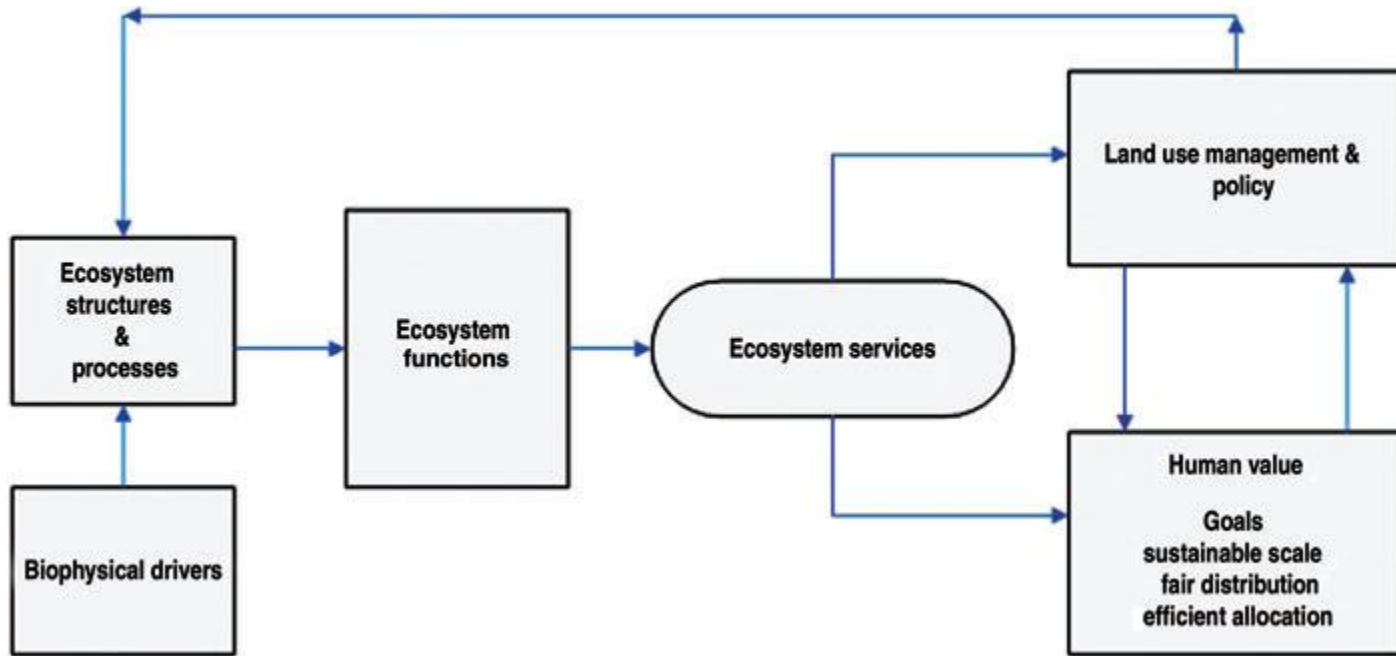 Land use management &
policy
Ecosystem
structures
&
processes
Ecosystem
functions
Ecosystem services
Biophysical drivers
Human value
Goals
sustainable scale
fair distribution
efficient allocation